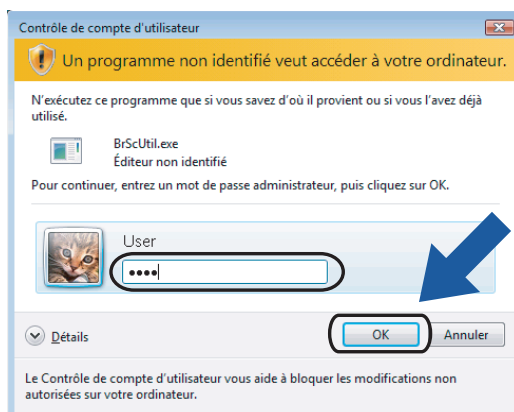 Contrôle de compte d'utilisateur
Un programme non identifié veut accéder à votre ordinateur.
N'exécutez ce programme que si vous savez d'où il provient ou si vous l'avez déjà
utilisé.
BrScUtil.exe
Éditeur non identifié
Pour continuer, entrez un mot de passe administrateur, puis cliquez sur OK.
User
••••
Détails
OK
Annuler
Le Contrôle de compte d'utilisateur vous aide à bloquer les modifications non
autorisées sur votre ordinateur.